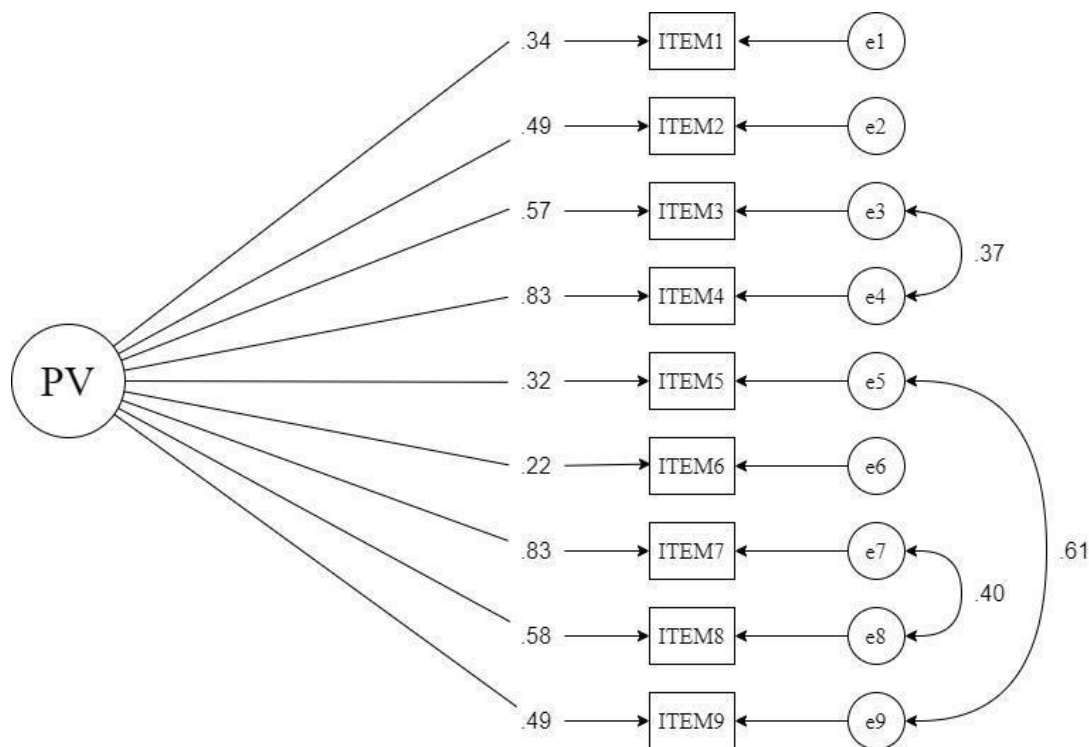 .34 ITEM1 e1
.49 ITEM2 e2
.57 ITEM3 e3
.37
.83 ITEM4 e4
PV .32 ITEM5 e5
.22 ITEM6 e6
.83 ITEM7 e7 .61
.40
.58 ITEM8 e8
.49 ITEM9 e9